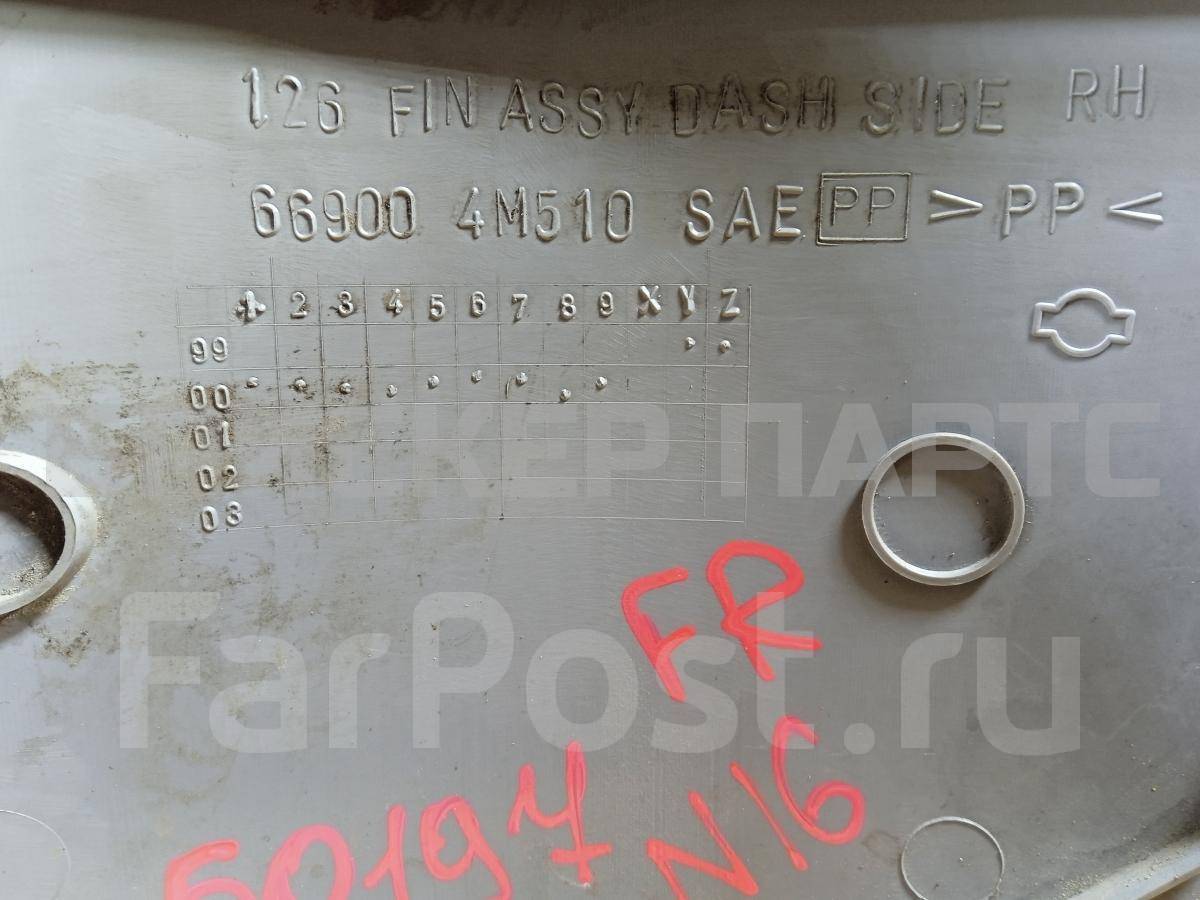 126 FIN ASSY DASH SIDE RH
66900 4M510 SAE PP > PP <
1 2 3 4 5 6 7 8 9 X Y Z
99
00
01
02
03
КЕР ПАРТС
FarPost.ru
FR
N16
50197